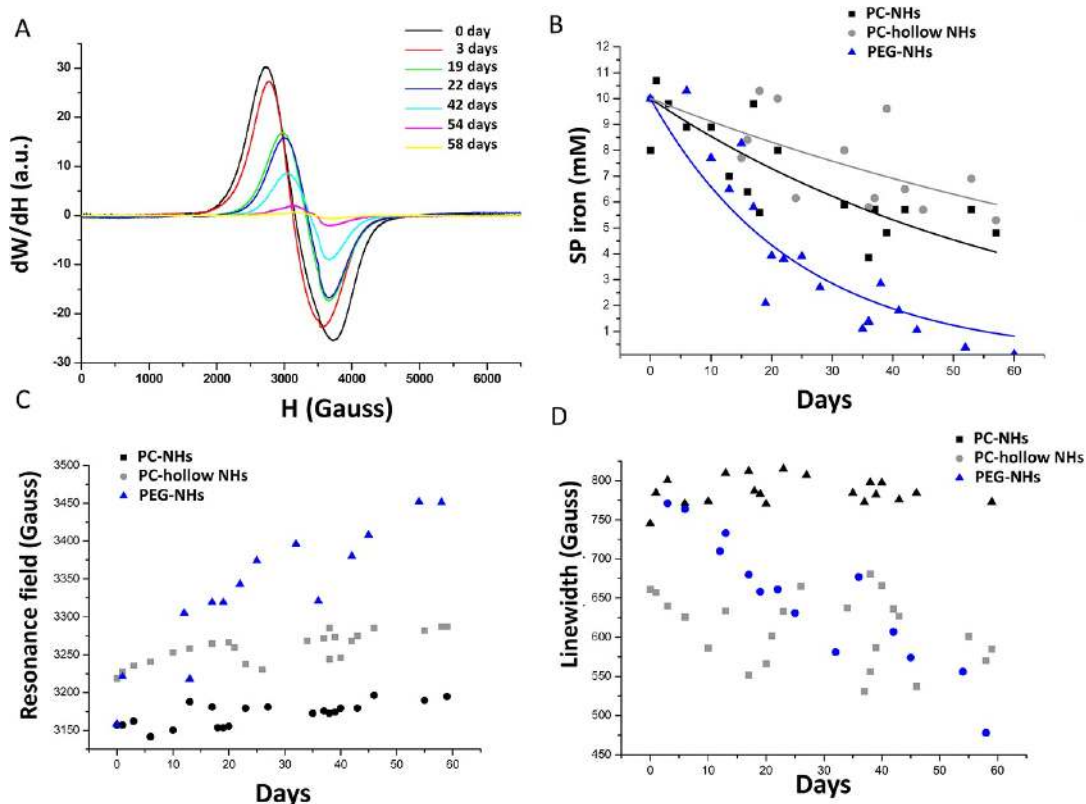 A
0 day
3 days
19 days
22 days
42 days
54 days
58 days
30
20
10
0
-10
-20
-30
dW/dH (a.u.)
0
1000
2000
3000
4000
5000
6000
H (Gauss)
B
PC-NHs
PC-hollow NHs
PEG-NHs
12
11
10
9
8
7
6
5
4
3
2
1
SP iron (mM)
0
10
20
30
40
50
60
Days
C
PC-NHs
PC-hollow NHs
PEG-NHs
3500
3450
3400
3350
3300
3250
3200
3150
Resonance field (Gauss)
0
10
20
30
40
50
60
Days
D
PC-NHs
PC-hollow NHs
PEG-NHs
850
800
750
700
650
600
550
500
450
Linewidth (Gauss)
0
10
20
30
40
50
60
Days